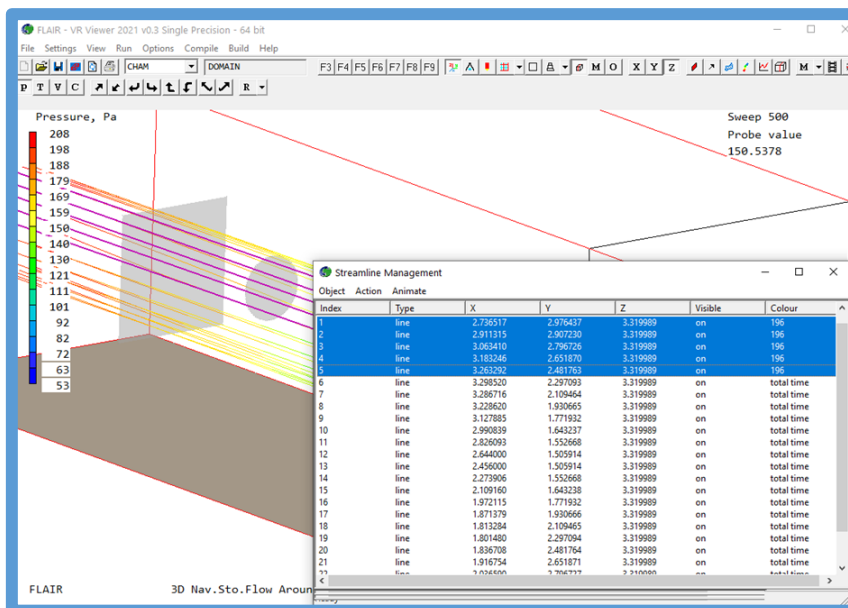 FLAIR - VR Viewer 2021 v0.3 Single Precision - 64 bit
File Settings View Run Options Compile Build Help
CHAM DOMAIN F3 F4 F5 F6 F7 F8 F9 M O X Y Z M
P T V C R
Pressure, Pa
208
198
188
179
169
159
150
140
130
121
111
101
92
82
72
63
53
Sweep 500
Probe value
150.5378
Streamline Management
Object Action Animate
Index Type X Y Z Visible Colour
1 line 2.736517 2.976437 3.319989 on 196
2 line 2.911315 2.907230 3.319989 on 196
3 line 3.063410 2.796726 3.319989 on 196
4 line 3.183246 2.651870 3.319989 on 196
5 line 3.263292 2.481763 3.319989 on 196
6 line 3.298520 2.297093 3.319989 on total time
7 line 3.286716 2.109464 3.319989 on total time
8 line 3.228620 1.930665 3.319989 on total time
9 line 3.127885 1.771932 3.319989 on total time
10 line 2.990839 1.643237 3.319989 on total time
11 line 2.826093 1.552668 3.319989 on total time
12 line 2.644000 1.505914 3.319989 on total time
13 line 2.456000 1.505914 3.319989 on total time
14 line 2.273906 1.552668 3.319989 on total time
15 line 2.109160 1.643238 3.319989 on total time
16 line 1.972115 1.771932 3.319989 on total time
17 line 1.871379 1.930666 3.319989 on total time
18 line 1.813284 2.109465 3.319989 on total time
19 line 1.801480 2.297094 3.319989 on total time
20 line 1.836708 2.481764 3.319989 on total time
21 line 1.916754 2.651871 3.319989 on total time
FLAIR 3D Nav.Sto.Flow Aroun